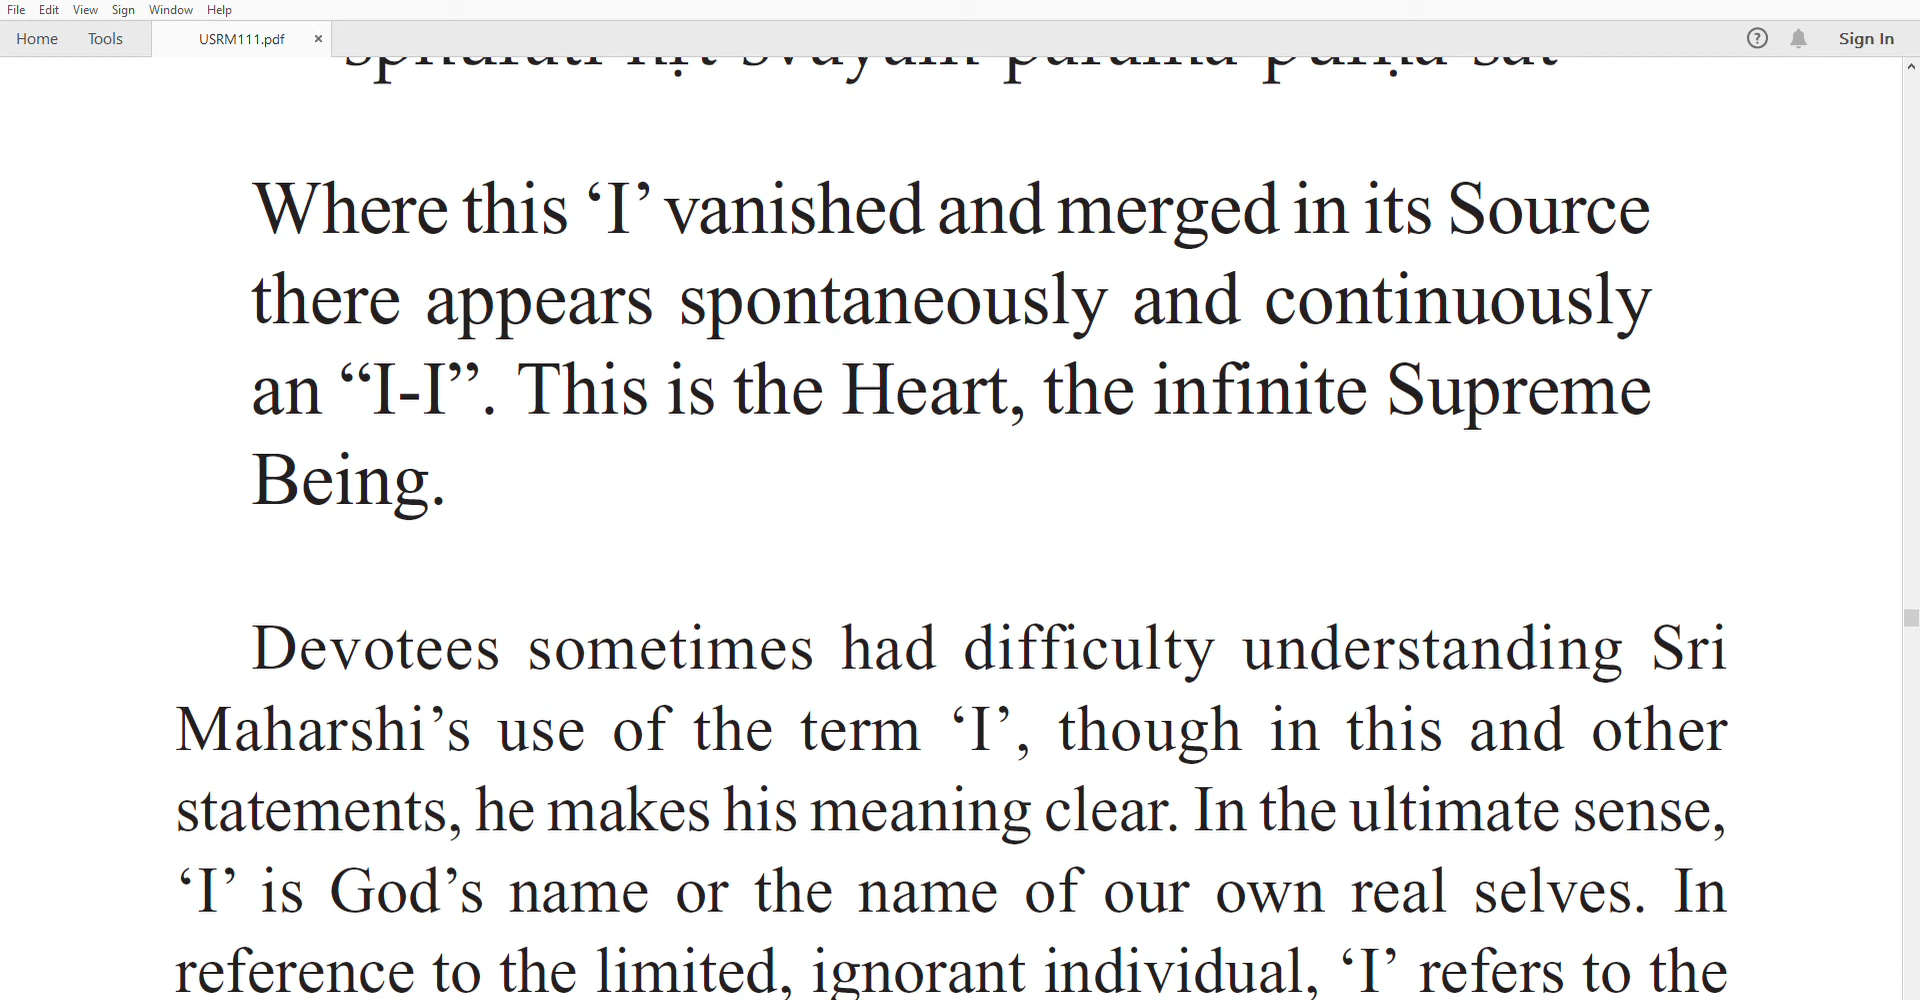 File Edit View Sign Window Help
Home Tools USRM111.pdf × ? Sign In
Where this ‘I’ vanished and merged in its Source
there appears spontaneously and continuously
an “I-I”. This is the Heart, the infinite Supreme
Being.
Devotees sometimes had difficulty understanding Sri
Maharshi’s use of the term ‘I’, though in this and other
statements, he makes his meaning clear. In the ultimate sense,
‘I’ is God’s name or the name of our own real selves. In
reference to the limited, ignorant individual, ‘I’ refers to the